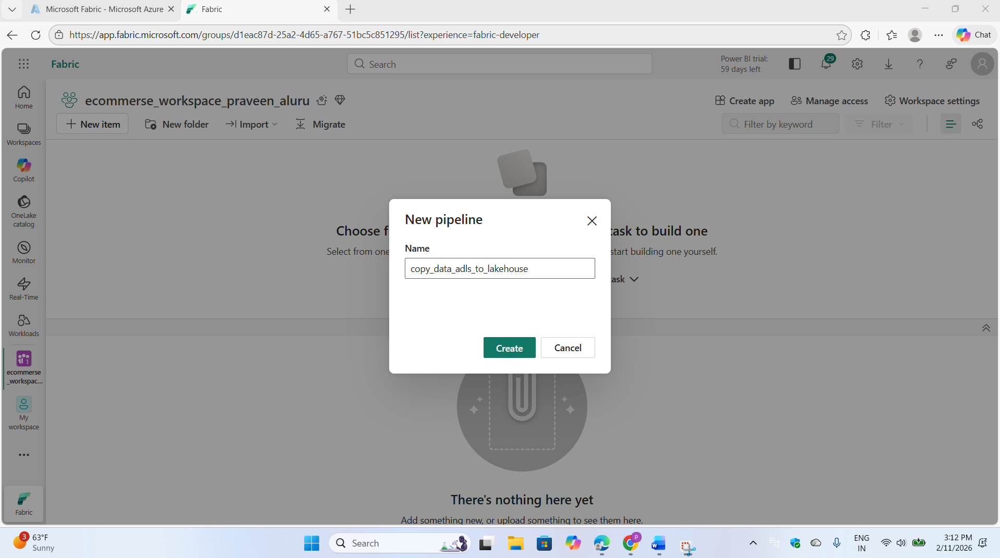 Microsoft Fabric - Microsoft Azure
Fabric
https://app.fabric.microsoft.com/groups/d1eac87d-25a2-4d65-a767-51bc5c851295/list?experience=fabric-developer
Chat
Fabric
Search
Power BI trial:
59 days left
29
Home
Workspaces
Copilot
OneLake
catalog
Monitor
Real-Time
Workloads
1
ecommerse
_workspac...
My
workspace
Fabric
ecommerse_workspace_praveen_aluru
Create app
Manage access
Workspace settings
New item
New folder
Import
Migrate
Filter by keyword
Filter
Choose f
task to build one
Select from one
start building one yourself.
ask
New pipeline
Name
copy_data_adls_to_lakehouse
Create
Cancel
There's nothing here yet
Add something new, or upload something to see them here.
3
63°F
Sunny
Search
p
W
ENG
IN
3:12 PM
2/11/2026